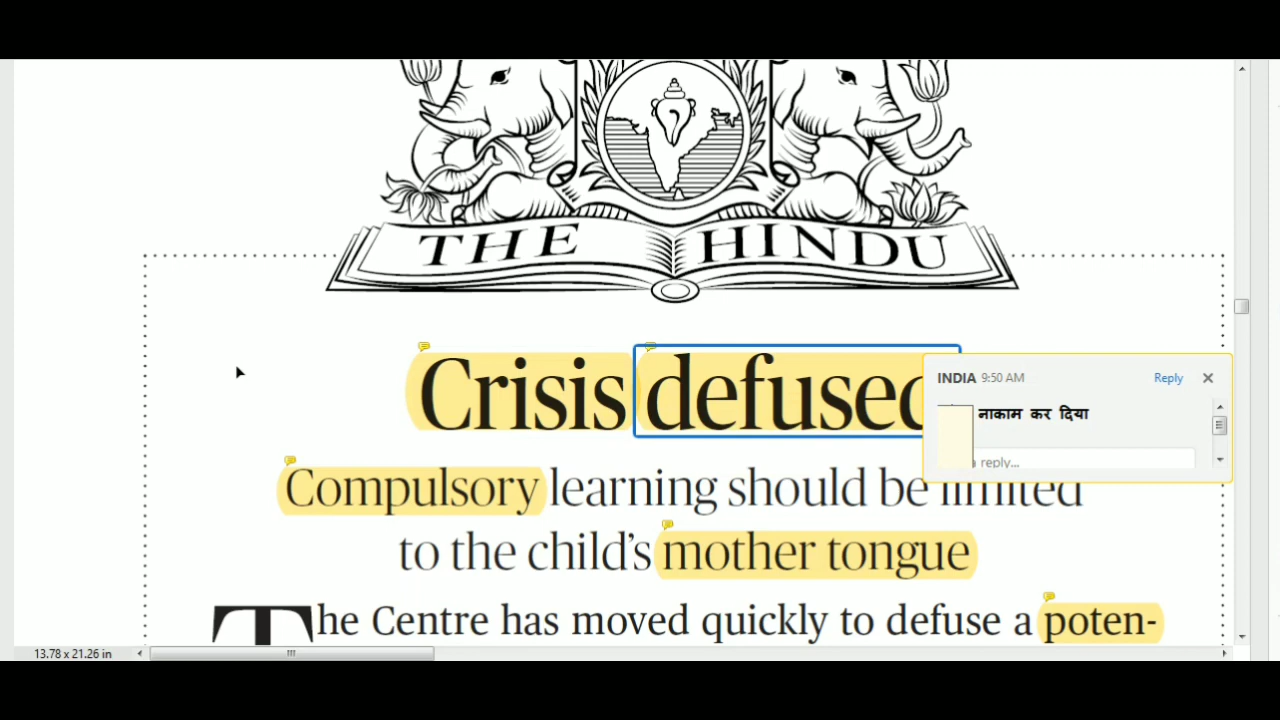 THE HINDU
Crisis defused
INDIA 9:50 AM Reply
नाकाम कर दिया
reply...
Compulsory learning should be limited
to the child's mother tongue
The Centre has moved quickly to defuse a poten-
13.78 x 21.26 in